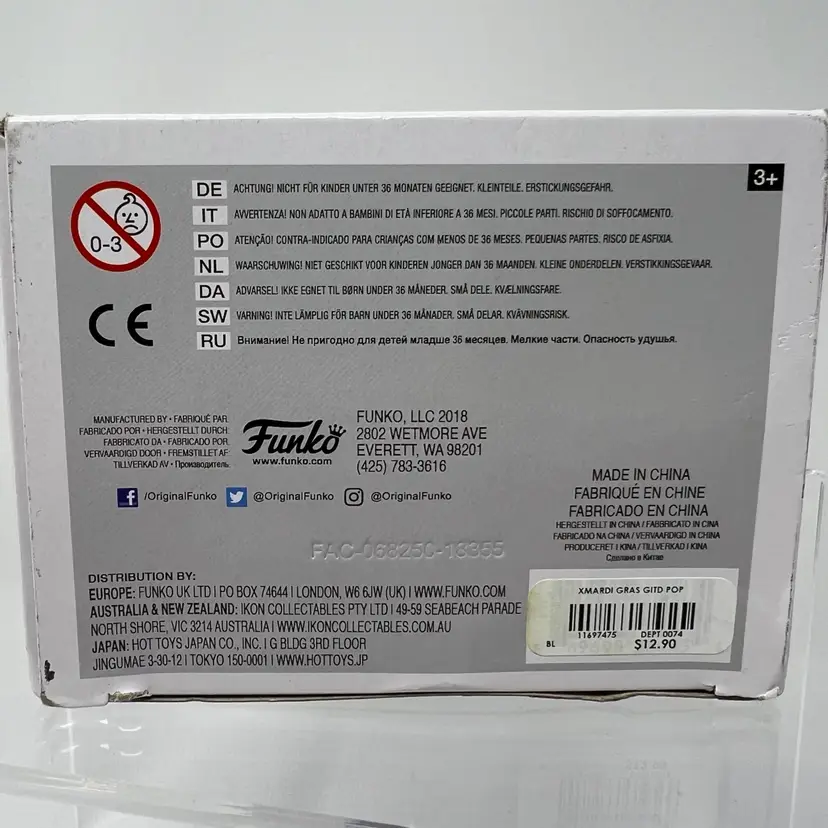 3+
0-3
DE ACHTUNG! NICHT FÜR KINDER UNTER 36 MONATEN GEEIGNET. KLEINTEILE. ERSTICKUNGSGEFAHR.
IT AVVERTENZA! NON ADATTO A BAMBINI DI ETÀ INFERIORE A 36 MESI. PICCOLE PARTI. RISCHIO DI SOFFOCAMENTO.
PO ATENÇÃO! CONTRA-INDICADO PARA CRIANÇAS COM MENOS DE 36 MESES. PEQUENAS PARTES. RISCO DE ASFIXIA.
NL WAARSCHUWING! NIET GESCHIKT VOOR KINDEREN JONGER DAN 36 MAANDEN. KLEINE ONDERDELEN. VERSTIKKINGSGEVAAR.
DA ADVARSEL! IKKE EGNET TIL BØRN UNDER 36 MÅNEDER. SMÅ DELE. KVÆLNINGSFARE.
SW VARNING! INTE LÄMPLIG FÖR BARN UNDER 36 MÅNADER. SMÅ DELAR. KVÄVNINGSRISK.
RU Внимание! Не пригодно для детей младше 36 месяцев. Мелкие части. Опасность удушья.
CE
MANUFACTURED BY • FABRIQUÉ PAR
FABRICADO POR • HERGESTELLT DURCH
FABBRICATO DA • FABRICADO POR
VERVAARDIGD DOOR • FREMSTILLET AF
TILLVERKAD AV • Производитель
Funko
www.funko.com
FUNKO, LLC 2018
2802 WETMORE AVE
EVERETT, WA 98201
(425) 783-3616
/OriginalFunko @OriginalFunko @OriginalFunko
MADE IN CHINA
FABRIQUÉ EN CHINE
FABRICADO EN CHINA
HERGESTELLT IN CHINA / FABBRICATO IN CINA
FABRICADO NA CHINA / VERVAARDIGD IN CHINA
PRODUCERET I KINA / TILLVERKAD I KINA
Сделано в Китае
FAC-06825C-18355
DISTRIBUTION BY:
EUROPE: FUNKO UK LTD | PO BOX 74644 | LONDON, W6 6JW (UK) | WWW.FUNKO.COM
AUSTRALIA & NEW ZEALAND: IKON COLLECTABLES PTY LTD | 49-59 SEABEACH PARADE
NORTH SHORE, VIC 3214 AUSTRALIA | WWW.IKONCOLLECTABLES.COM.AU
JAPAN: HOT TOYS JAPAN CO., INC. | G BLDG 3RD FLOOR
JINGUMAE 3-30-12 | TOKYO 150-0001 | WWW.HOTTOYS.JP
XMARDI GRAS GITD POP
11697475 DEPT 0074
BL $12.90